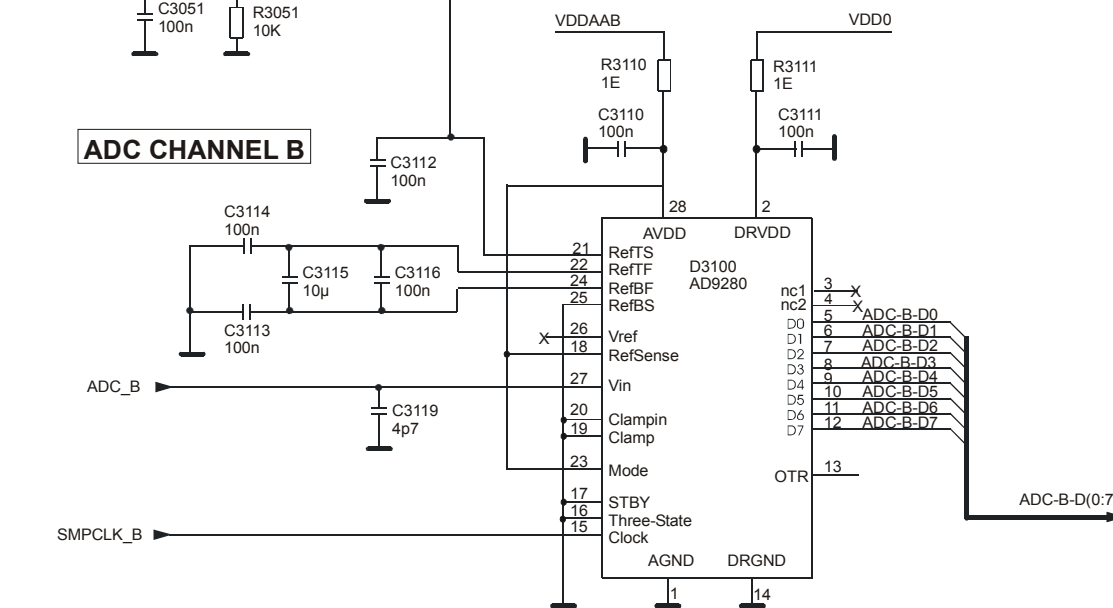 C3051
100n
R3051
10K
VDDAAB
VDD0
R3110
1E
R3111
1E
C3110
100n
C3111
100n
ADC CHANNEL B
C3112
100n
C3114
100n
C3115
10µ
C3116
100n
C3113
100n
28
2
AVDD
DRVDD
D3100
AD9280
21 RefTS
22 RefTF
24 RefBF
25 RefBS
X 26 Vref
18 RefSense
ADC_B
27 Vin
C3119
4p7
20 Clampin
19 Clamp
23 Mode
17 STBY
16 Three-State
SMPCLK_B
15 Clock
nc1 3 X
nc2 4 X
D0 5 ADC-B-D0
D1 6 ADC-B-D1
D2 7 ADC-B-D2
D3 8 ADC-B-D3
D4 9 ADC-B-D4
D5 10 ADC-B-D5
D6 11 ADC-B-D6
D7 12 ADC-B-D7
OTR 13
ADC-B-D(0:7
AGND
DRGND
1
14